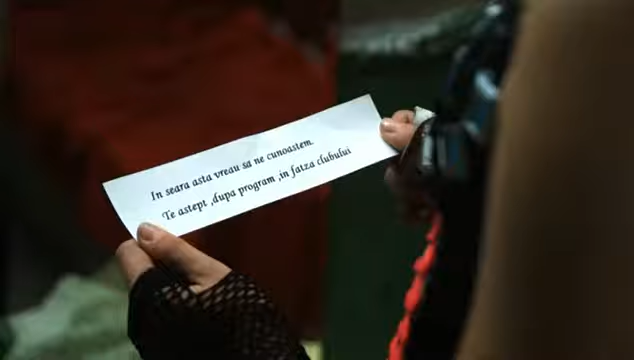 In seara asta vreau sa ne cunoastem.
Te astept ,dupa program ,in fatza clubului